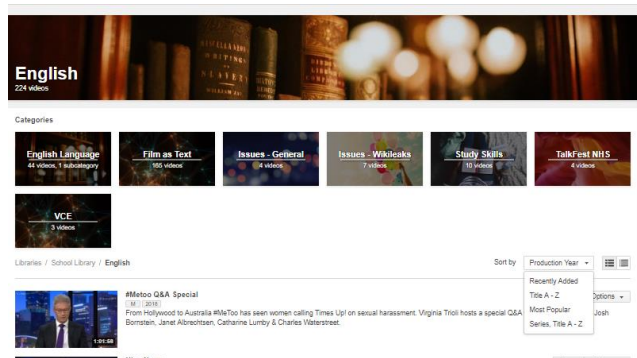 English
224 videos
Categories
English Language
44 videos, 1 subcategory
Film as Text
165 videos
Issues - General
4 videos
Issues - Wikileaks
7 videos
Study Skills
10 videos
TalkFest NHS
4 videos
VCE
3 videos
Libraries / School Library / English
Sort by
Production Year
Recently Added
Title A - Z
Most Popular
Series, Title A - Z
Options
#Metoo Q&A Special
M 2018
From Hollywood to Australia #MeToo has seen women calling Times Up! on sexual harassment. Virginia Trioli hosts a special Q&A Josh
Bornstein, Janet Albrechtsen, Catharine Lumby & Charles Waterstreet.
1:01:58